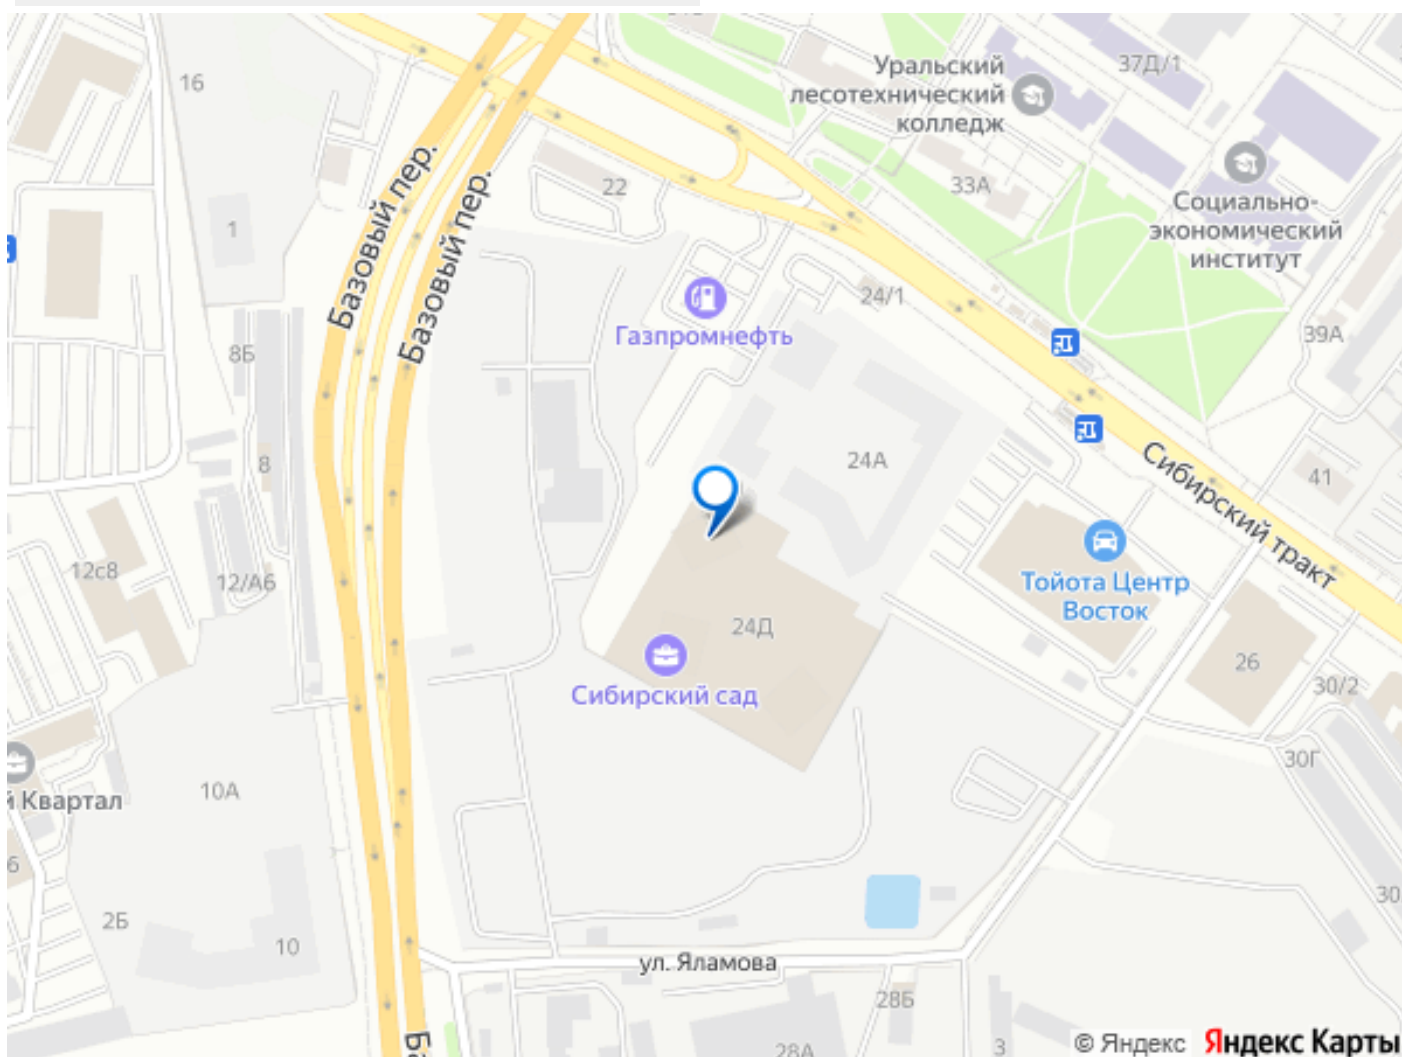 16
37Д/1
Уральский
лесотехнический
колледж
33А
Социально-
экономический
институт
22
1
Базовый пер.
Базовый пер.
24/1
Газпромнефть
39А
8Б
8
24А
41
Сибирский тракт
12с8
12/А6
Тойота Центр
Восток
24Д
26
Сибирский сад
30/2
30Г
й Квартал
10А
2Б
10
30
ул. Яламова
28Б
28А
3
Ба
© Яндекс
Яндекс Карты